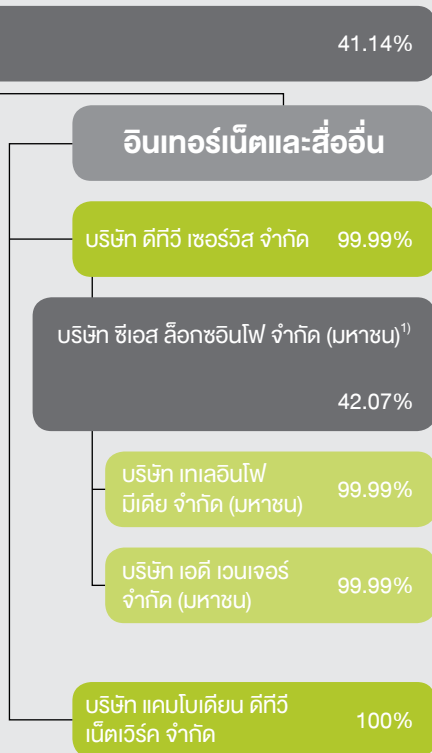 41.14%
อินเทอร์เน็ตและสื่ออื่น
บริษัท ดีทีวี เซอร์วิส จำกัด 99.99%
บริษัท ซีเอส ล็อกซอินโฟ จำกัด (มหาชน)¹⁾
42.07%
บริษัท เทเลอินโฟ
มีเดีย จำกัด (มหาชน) 99.99%
บริษัท เอดี เวนเจอร์
จำกัด (มหาชน) 99.99%
บริษัท แคมโบเดียน ดีทีวี
เน็ตเวิร์ค จำกัด 100%